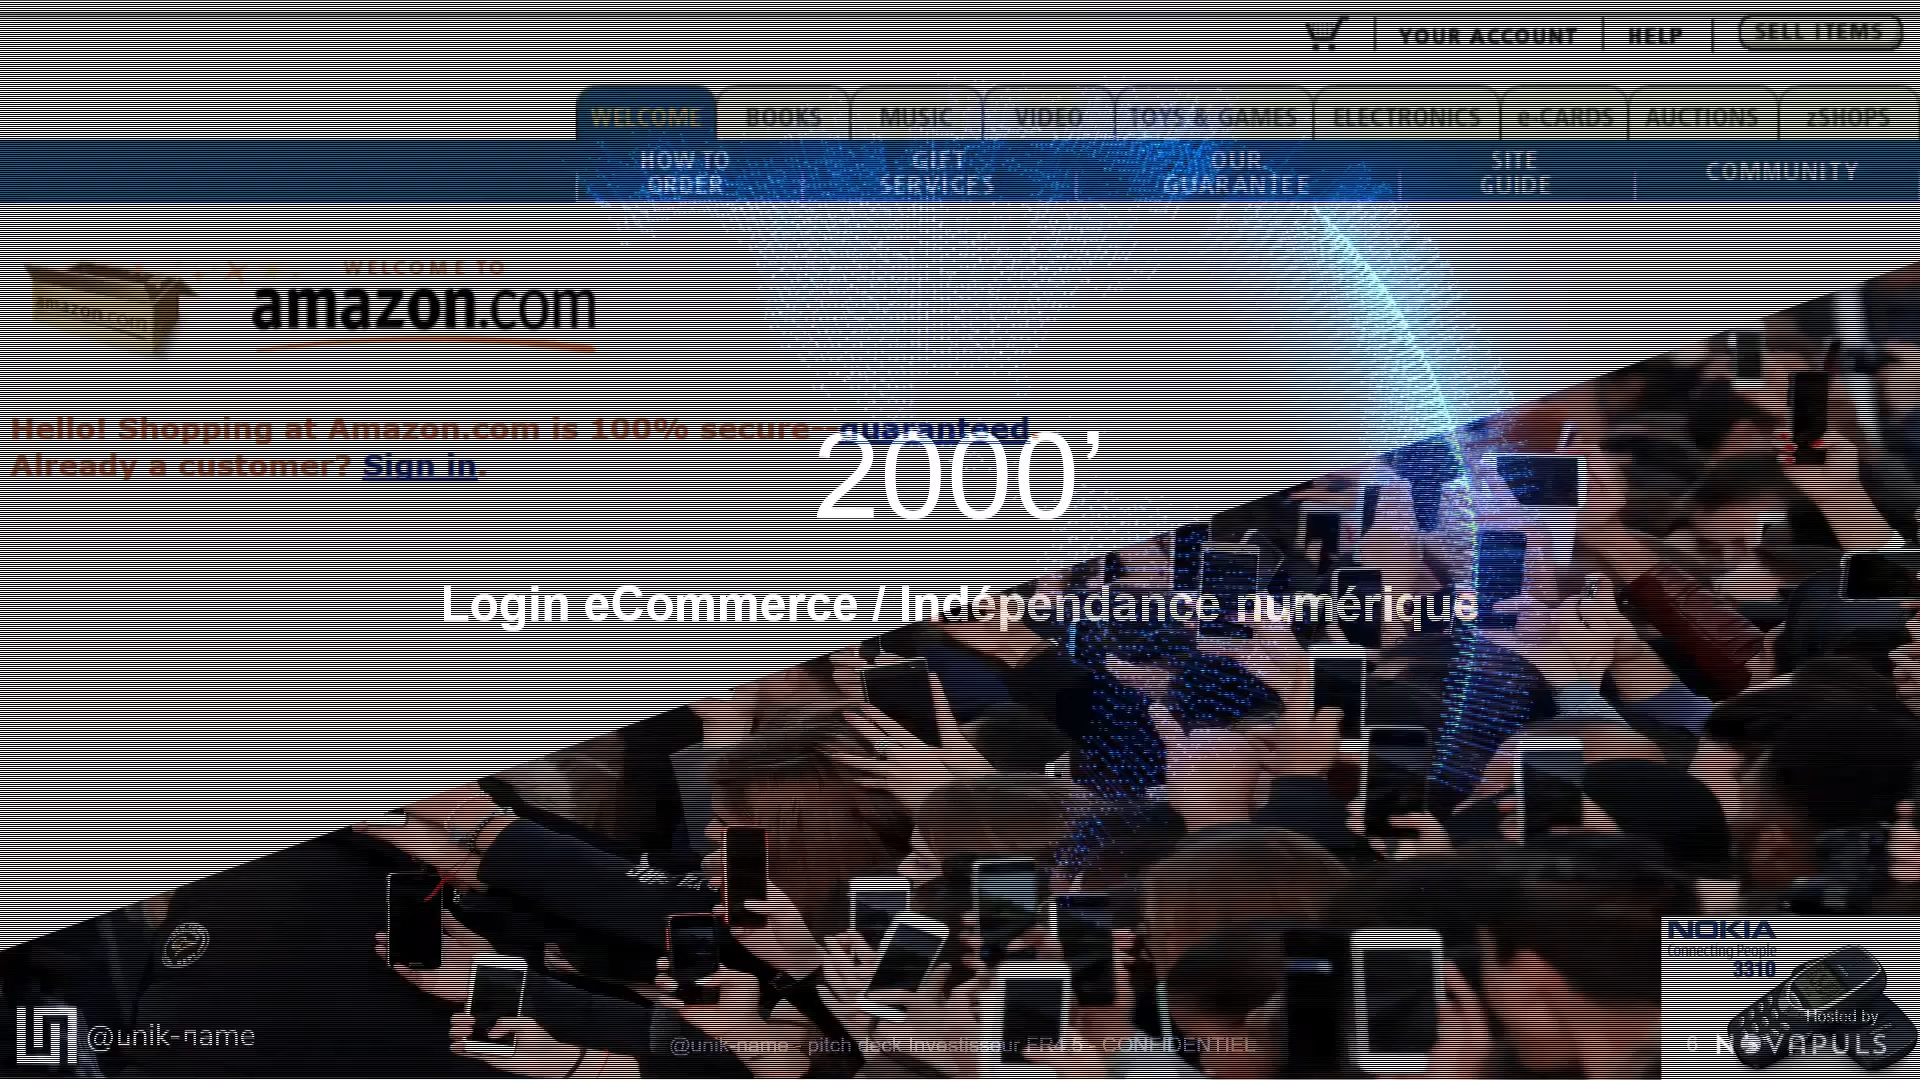 YOUR ACCOUNT
HELP
SELL ITEMS
WELCOME
BOOKS
MUSIC
VIDEO
TOYS & GAMES
ELECTRONICS
e-CARDS
AUCTIONS
zSHOPS
HOW TO
ORDER
GIFT
SERVICES
OUR
GUARANTEE
SITE
GUIDE
COMMUNITY
WELCOME TO
amazon.com
amazon.com
Hello! Shopping at Amazon.com is 100% secure--guaranteed.
Already a customer? Sign in.
2000’
Login eCommerce / Indépendance numérique
NOKIA
Connecting People
3310
Hosted by
NOVAPULS
@unik-name
@unik-name - pitch deck Investisseur FR4.5 - CONFIDENTIEL
6